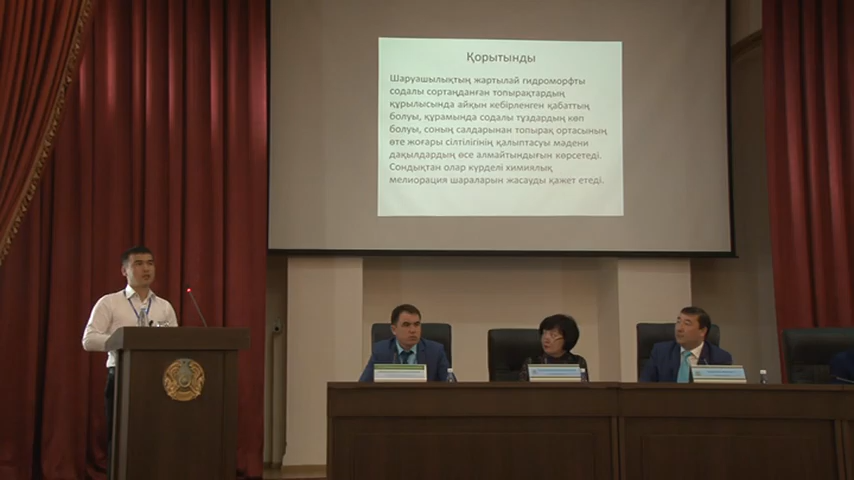 Қорытынды
Шаруашылықтың жартылай гидроморфты
содалы сортаңданған топырақтардың
құрылысында айқын кебірленген қабаттың
болуы, құрамында содалы тұздардың көп
болуы, соның салдарынан топырақ ортасының
өте жоғары сілтілігінің қалыптасуы мәдени
дақылдардың өсе алмайтындығын көрсетеді.
Сондықтан олар күрделі химиялық
мелиорация шараларын жасауды қажет етеді.